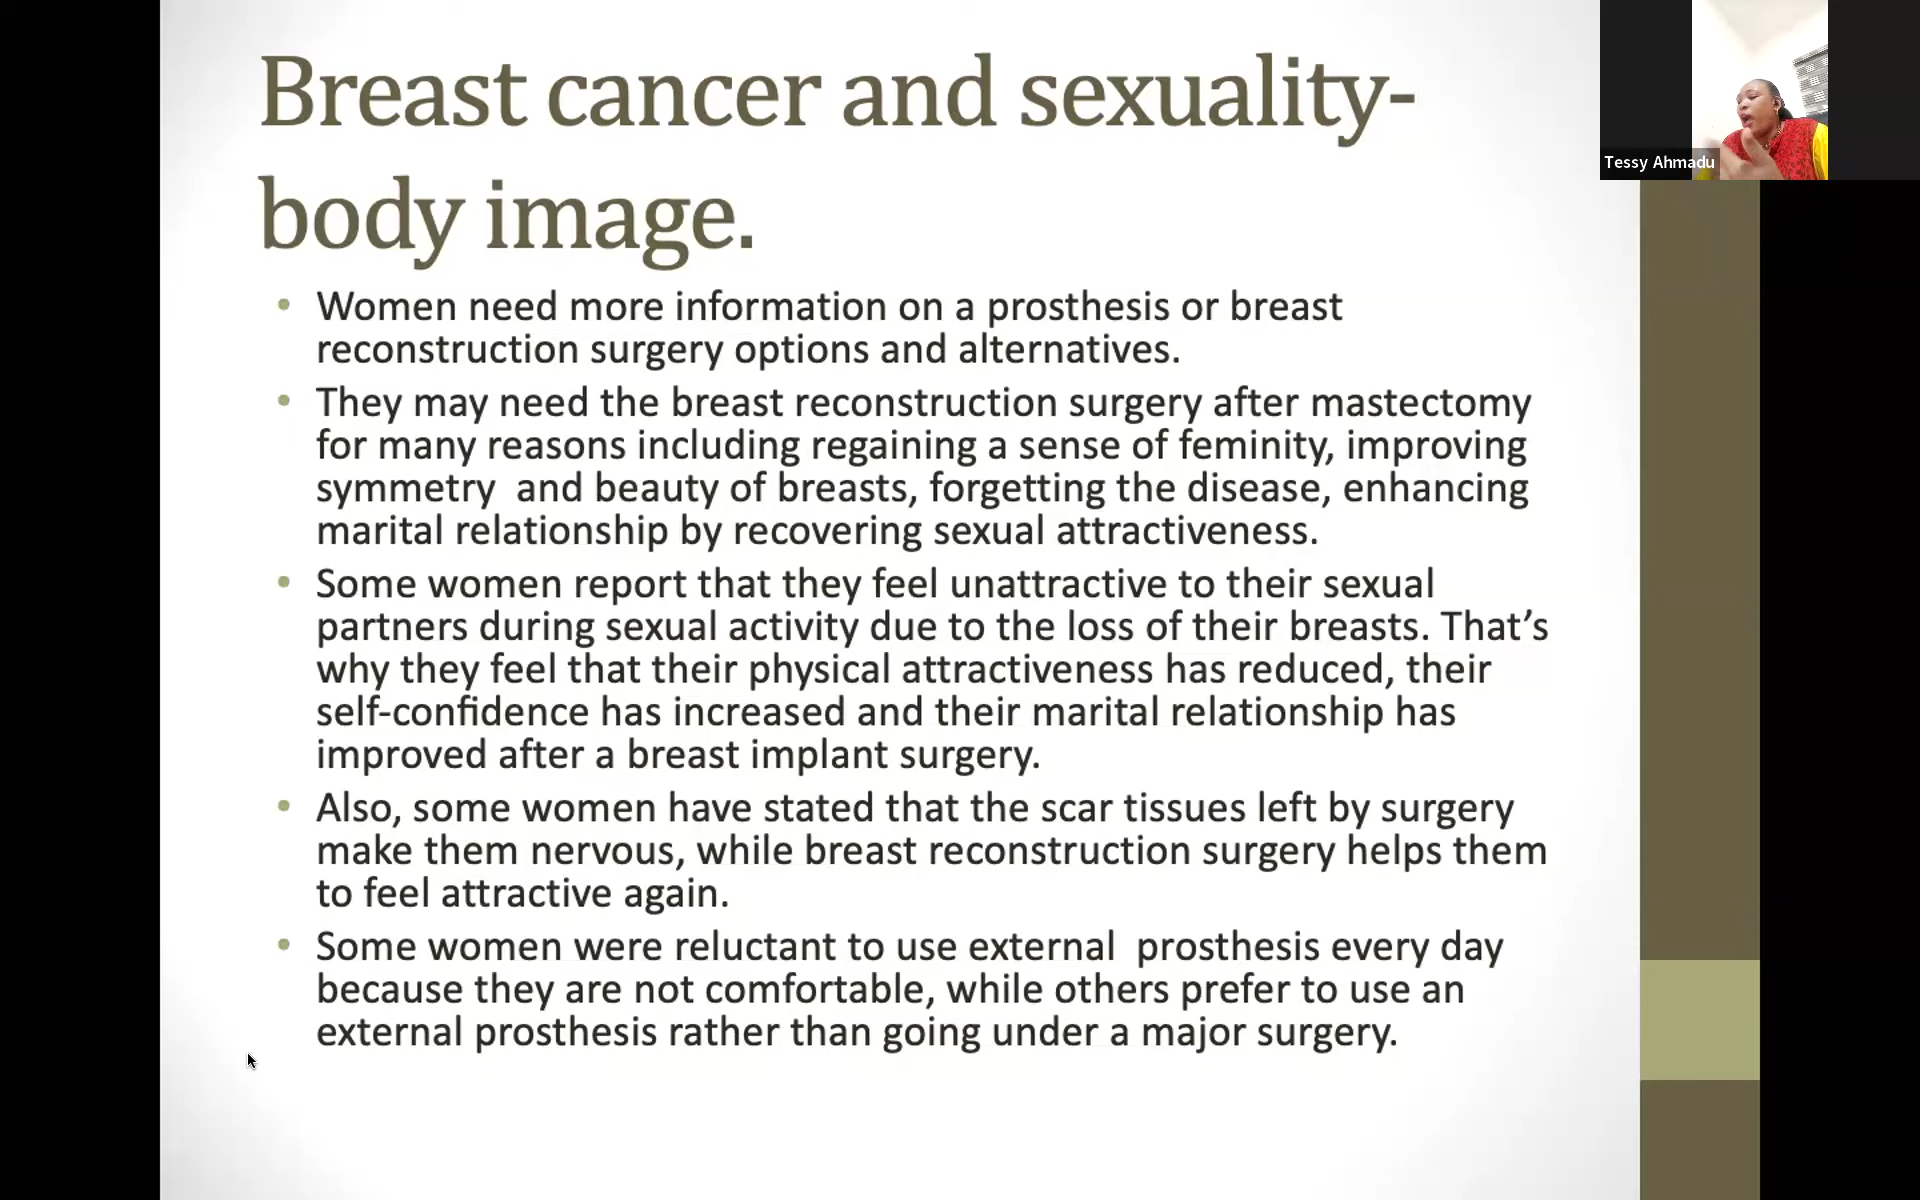 Breast cancer and sexuality-
body image.
Tessy Ahmadu
• Women need more information on a prosthesis or breast
reconstruction surgery options and alternatives.
• They may need the breast reconstruction surgery after mastectomy
for many reasons including regaining a sense of feminity, improving
symmetry  and beauty of breasts, forgetting the disease, enhancing
marital relationship by recovering sexual attractiveness.
• Some women report that they feel unattractive to their sexual
partners during sexual activity due to the loss of their breasts. That’s
why they feel that their physical attractiveness has reduced, their
self-confidence has increased and their marital relationship has
improved after a breast implant surgery.
• Also, some women have stated that the scar tissues left by surgery
make them nervous, while breast reconstruction surgery helps them
to feel attractive again.
• Some women were reluctant to use external  prosthesis every day
because they are not comfortable, while others prefer to use an
external prosthesis rather than going under a major surgery.